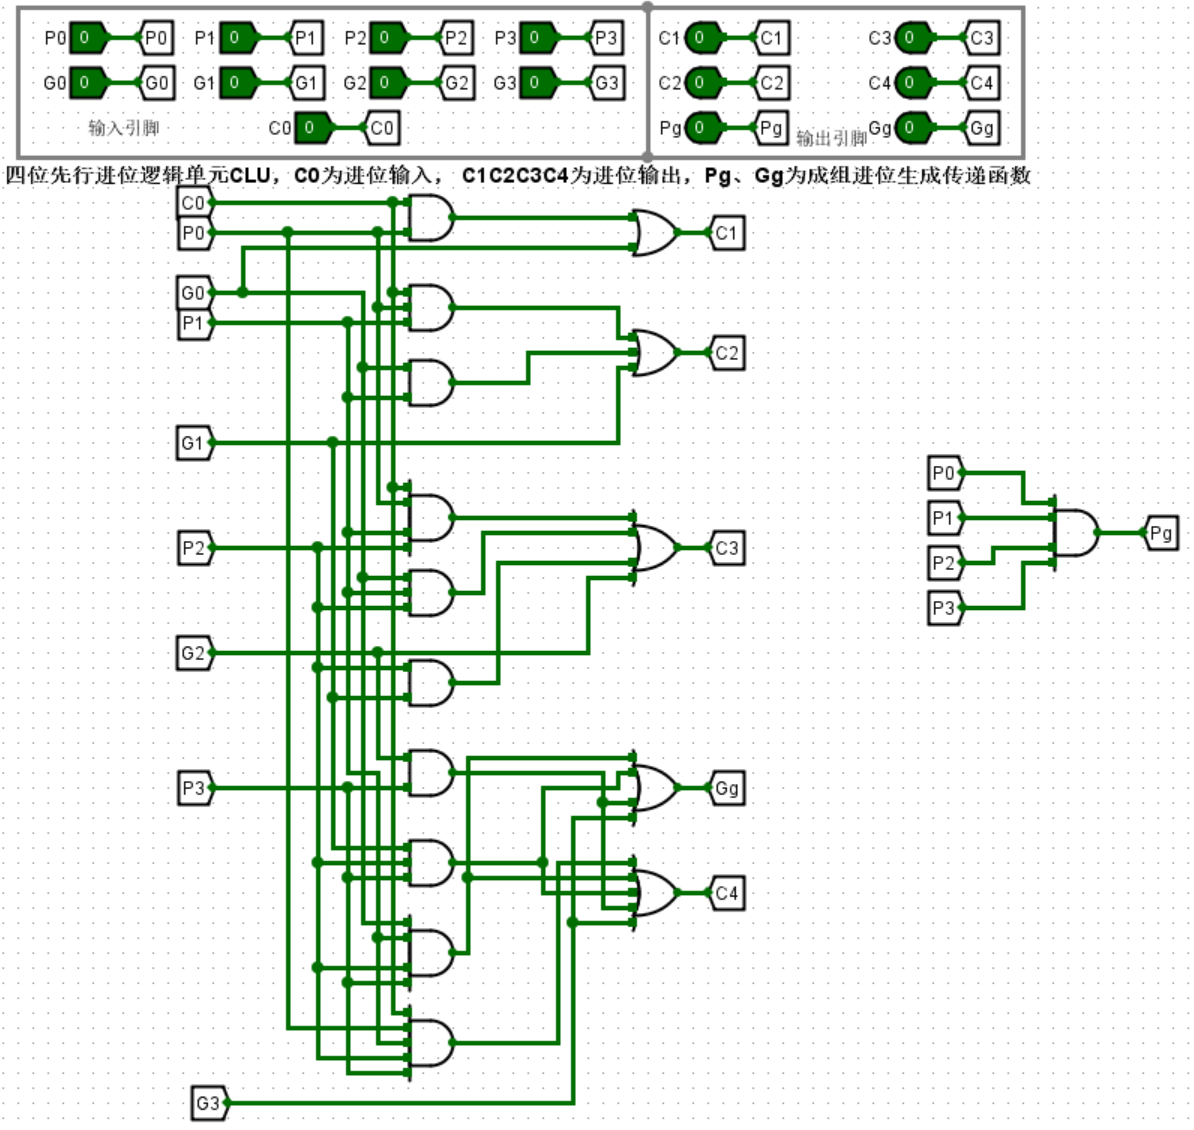 P0 0 P0 P1 0 P1 P2 0 P2 P3 0 P3 C1 0 C1 C3 0 C3
G0 0 G0 G1 0 G1 G2 0 G2 G3 0 G3 C2 0 C2 C4 0 C4
输入引脚 C0 0 C0 Pg 0 Pg 输出引脚 Gg 0 Gg
四位先行进位逻辑单元CLU，C0为进位输入， C1C2C3C4为进位输出，Pg、Gg为成组进位生成传递函数
C0
P0 C1
G0
P1
C2
G1
P0
P1
Pg
P2 C3
P2
P3
G2
P3 Gg
C4
G3